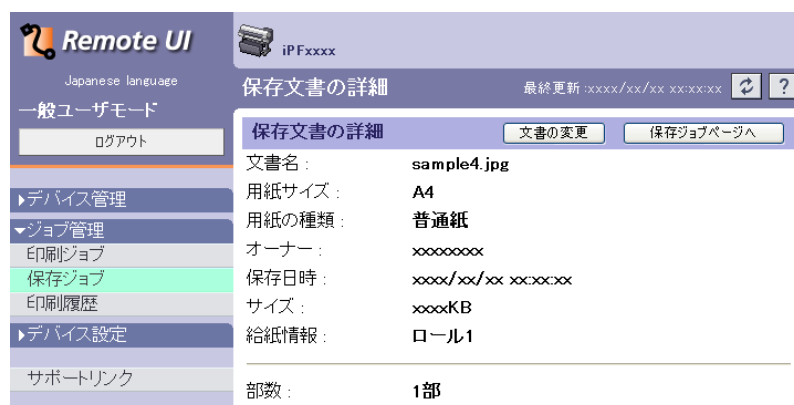 Remote UI
Japanese language
一般ユーザモード
ログアウト
▶デバイス管理
▼ジョブ管理
印刷ジョブ
保存ジョブ
印刷履歴
▶デバイス設定
サポートリンク
iPFxxxx
保存文書の詳細
最終更新 :xxxx/xx/xx xx:xx:xx
?
保存文書の詳細
文書の変更
保存ジョブページへ
文書名 : sample4.jpg
用紙サイズ : A4
用紙の種類 : 普通紙
オーナー : xxxxxxxx
保存日時 : xxxx/xx/xx xx:xx:xx
サイズ : xxxxKB
給紙情報 : ロール1
部数 : 1部